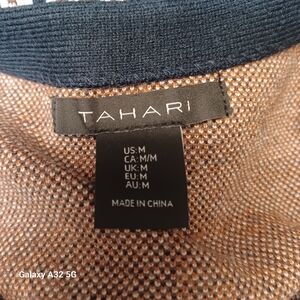 TAHARI
US:M
CA:M/M
UK:M
EU:M
AU:M
MADE IN CHINA
Galaxy A32 5G